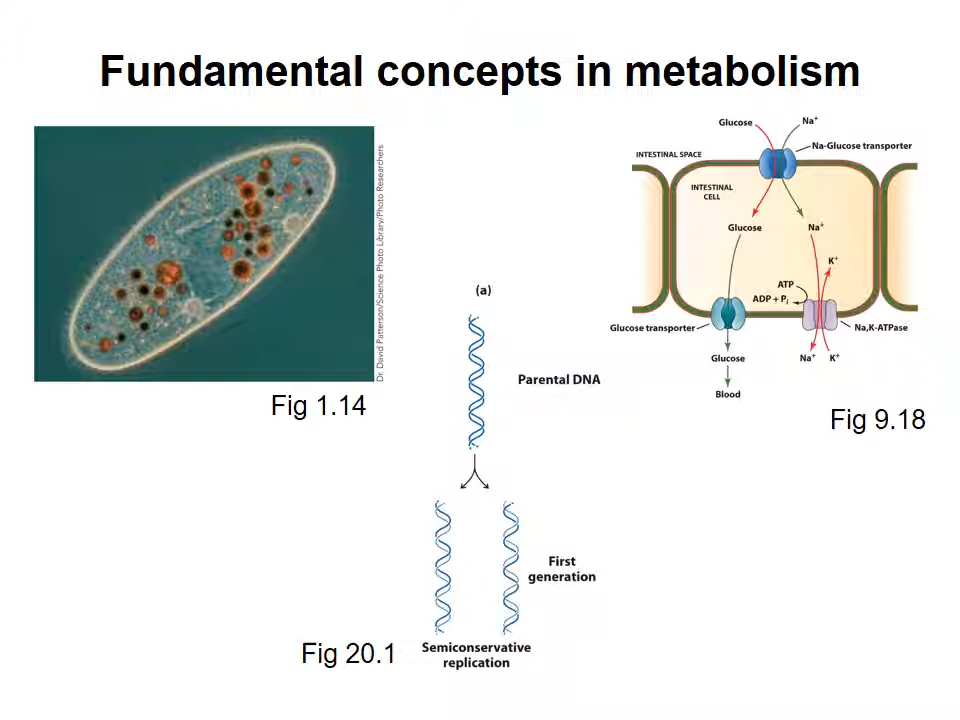 Fundamental concepts in metabolism
Dr. David Patterson/Science Photo Library/Photo Researchers
Fig 1.14
Glucose
Na⁺
Na-Glucose transporter
INTESTINAL SPACE
INTESTINAL
CELL
Glucose
Na⁺
K⁺
ATP
ADP + Pᵢ
Glucose transporter
Na,K-ATPase
Glucose
Na⁺
K⁺
Blood
Fig 9.18
(a)
Parental DNA
First
generation
Semiconservative
replication
Fig 20.1